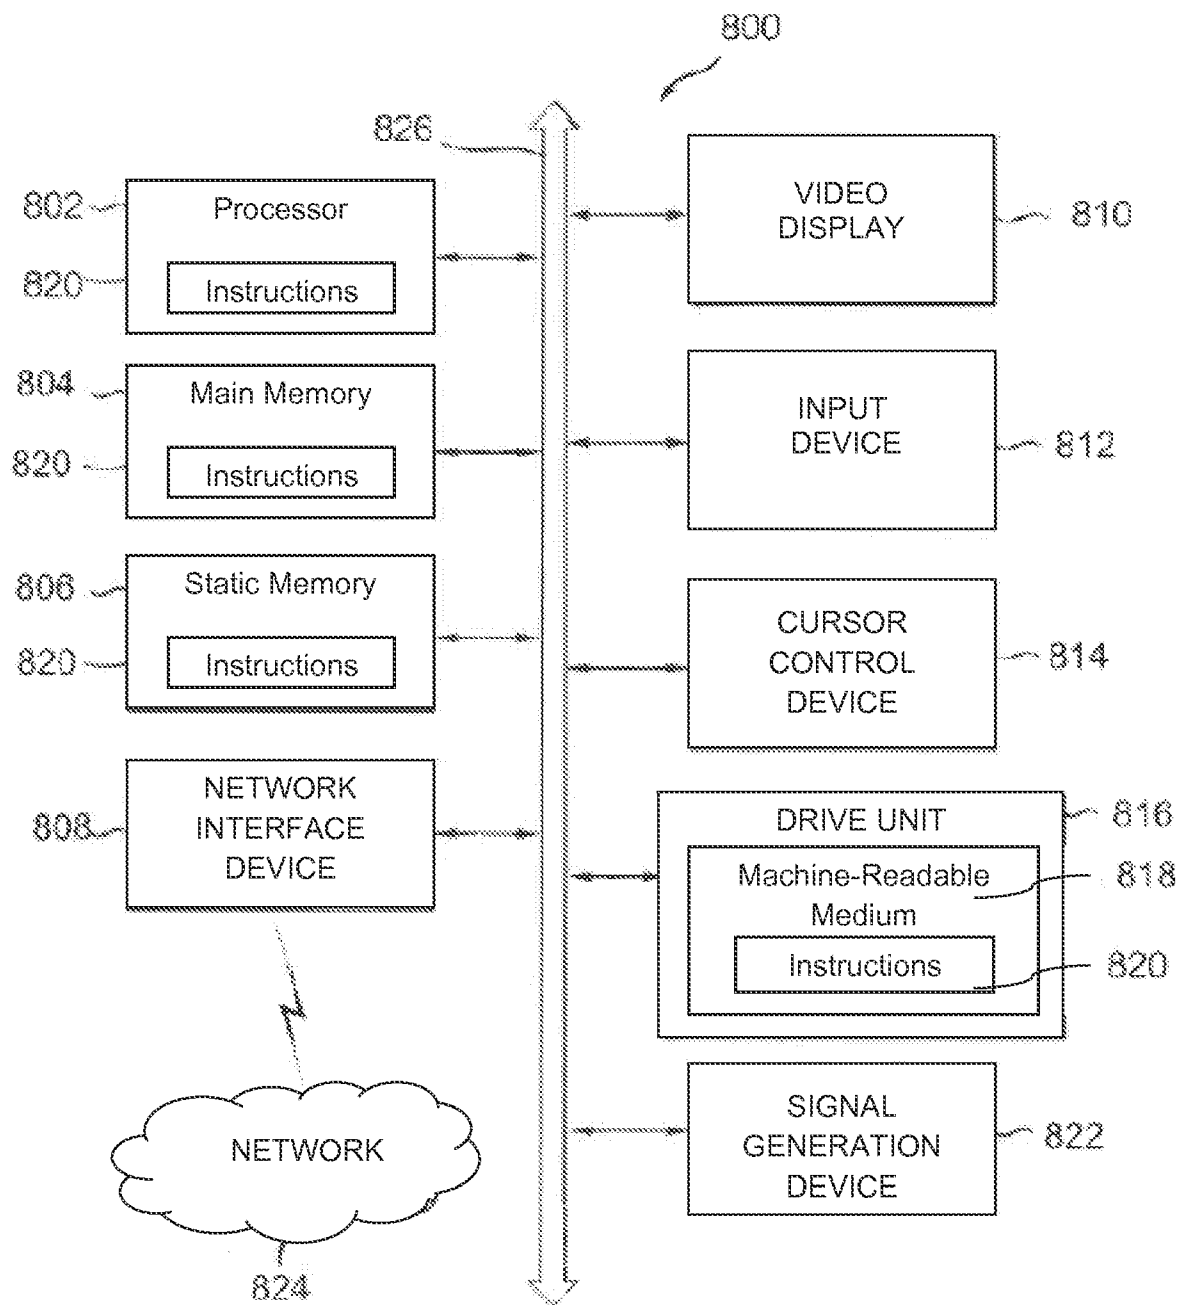 800
826
802
Processor
820
Instructions
804
Main Memory
820
Instructions
806
Static Memory
820
Instructions
808
NETWORK
INTERFACE
DEVICE
NETWORK
824
VIDEO
DISPLAY
810
INPUT
DEVICE
812
CURSOR
CONTROL
DEVICE
814
DRIVE UNIT
816
Machine-Readable
Medium
818
Instructions
820
SIGNAL
GENERATION
DEVICE
822